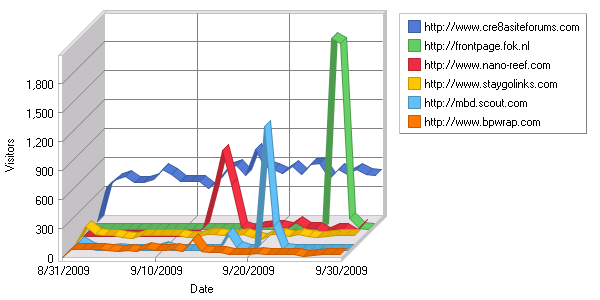 http://www.cre8asiteforums.com
http://frontpage.fok.nl
http://www.nano-reef.com
http://www.staygolinks.com
http://mbd.scout.com
http://www.bpwrap.com
1,800
1,500
1,200
900
600
300
0
Visitors
8/31/2009 9/10/2009 9/20/2009 9/30/2009
Date